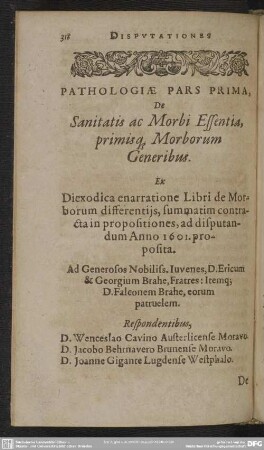 318 DISPVTATIONES
PATHOLOGIÆ PARS PRIMA,
DE
Sanitatis ac Morbi Essentia,
primisq; Morborum
Generibus.
EX
Diexodica enarratione Libri de Mor-
borum differentijs, summatim contra-
cta in propositiones, ad disputan-
dum Anno 1601. pro-
posita.
Ad Generosos Nobiliss. Iuvenes, D. Ericum
& Georgium Brahe, Fratres: Itemq;
D. Falconem Brahe, eorum
patruelem.
Respondentibus,
D. Wenceslao Cavino Austerlicense Moravo.
D. Jacobo Behrnavero Brunense Moravo.
D. Joanne Gigante Lugdense Westphalo.
De